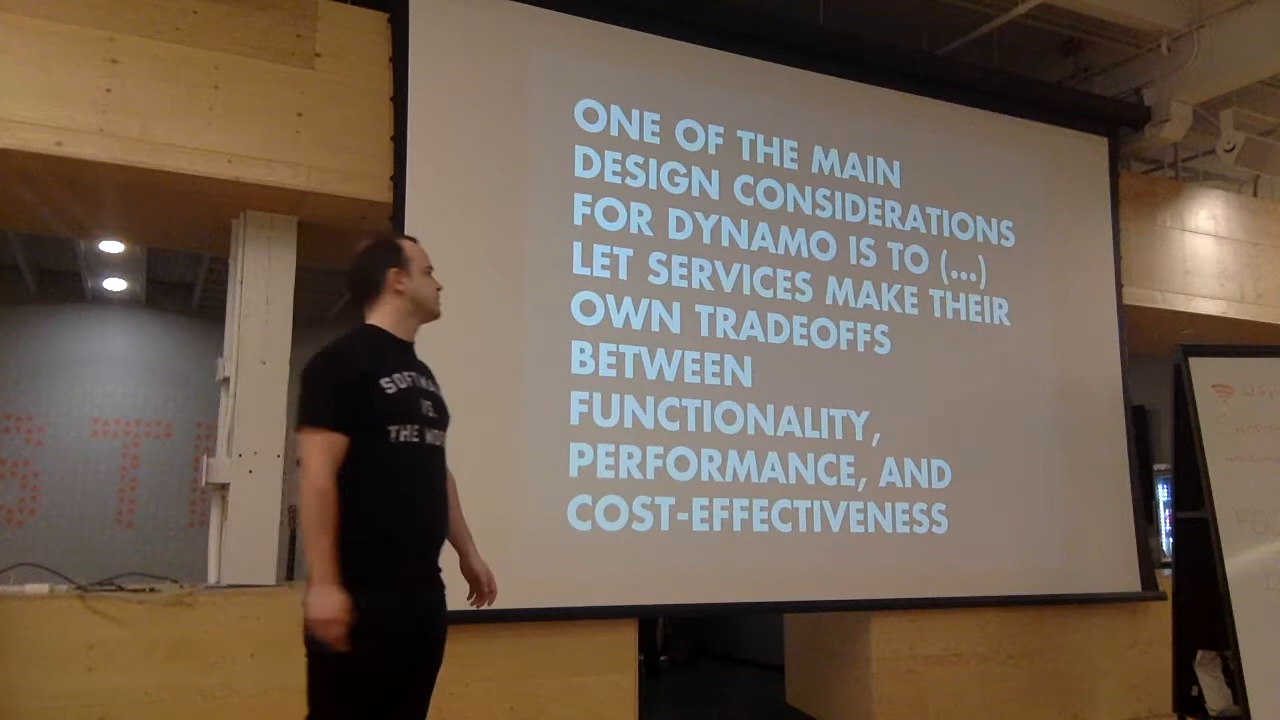 ONE OF THE MAIN
DESIGN CONSIDERATIONS
FOR DYNAMO IS TO (...)
LET SERVICES MAKE THEIR
OWN TRADEOFFS
BETWEEN
FUNCTIONALITY,
PERFORMANCE, AND
COST-EFFECTIVENESS
THE